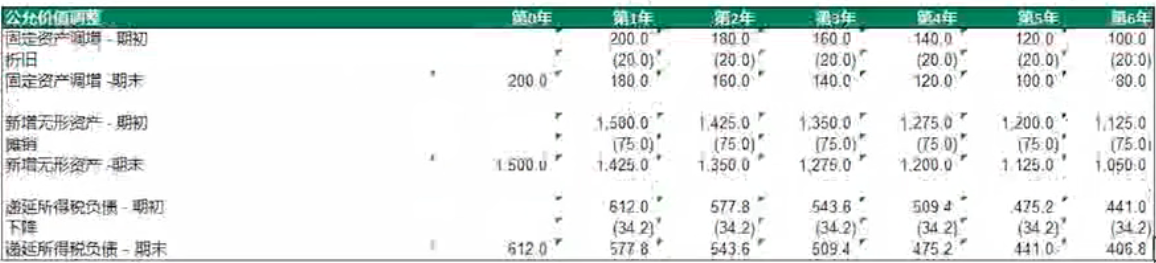 公允价值调整 第0年 第1年 第2年 第3年 第4年 第5年 第6年
固定资产调增 - 期初 200.0 180.0 160.0 140.0 120.0 100.0
折旧 (20.0) (20.0) (20.0) (20.0) (20.0) (20.0)
固定资产调增 -期末 200.0 180.0 160.0 140.0 120.0 100.0 80.0
新增无形资产 - 期初 1,500.0 1,425.0 1,350.0 1,275.0 1,200.0 1,125.0
摊销 (75.0) (75.0) (75.0) (75.0) (75.0) (75.0)
新增无形资产 -期末 1,500.0 1,425.0 1,350.0 1,275.0 1,200.0 1,125.0 1,050.0
递延所得税负债 - 期初 612.0 577.8 543.6 509.4 475.2 441.0
下降 (34.2) (34.2) (34.2) (34.2) (34.2) (34.2)
递延所得税负债 - 期末 612.0 577.8 543.6 509.4 475.2 441.0 406.8